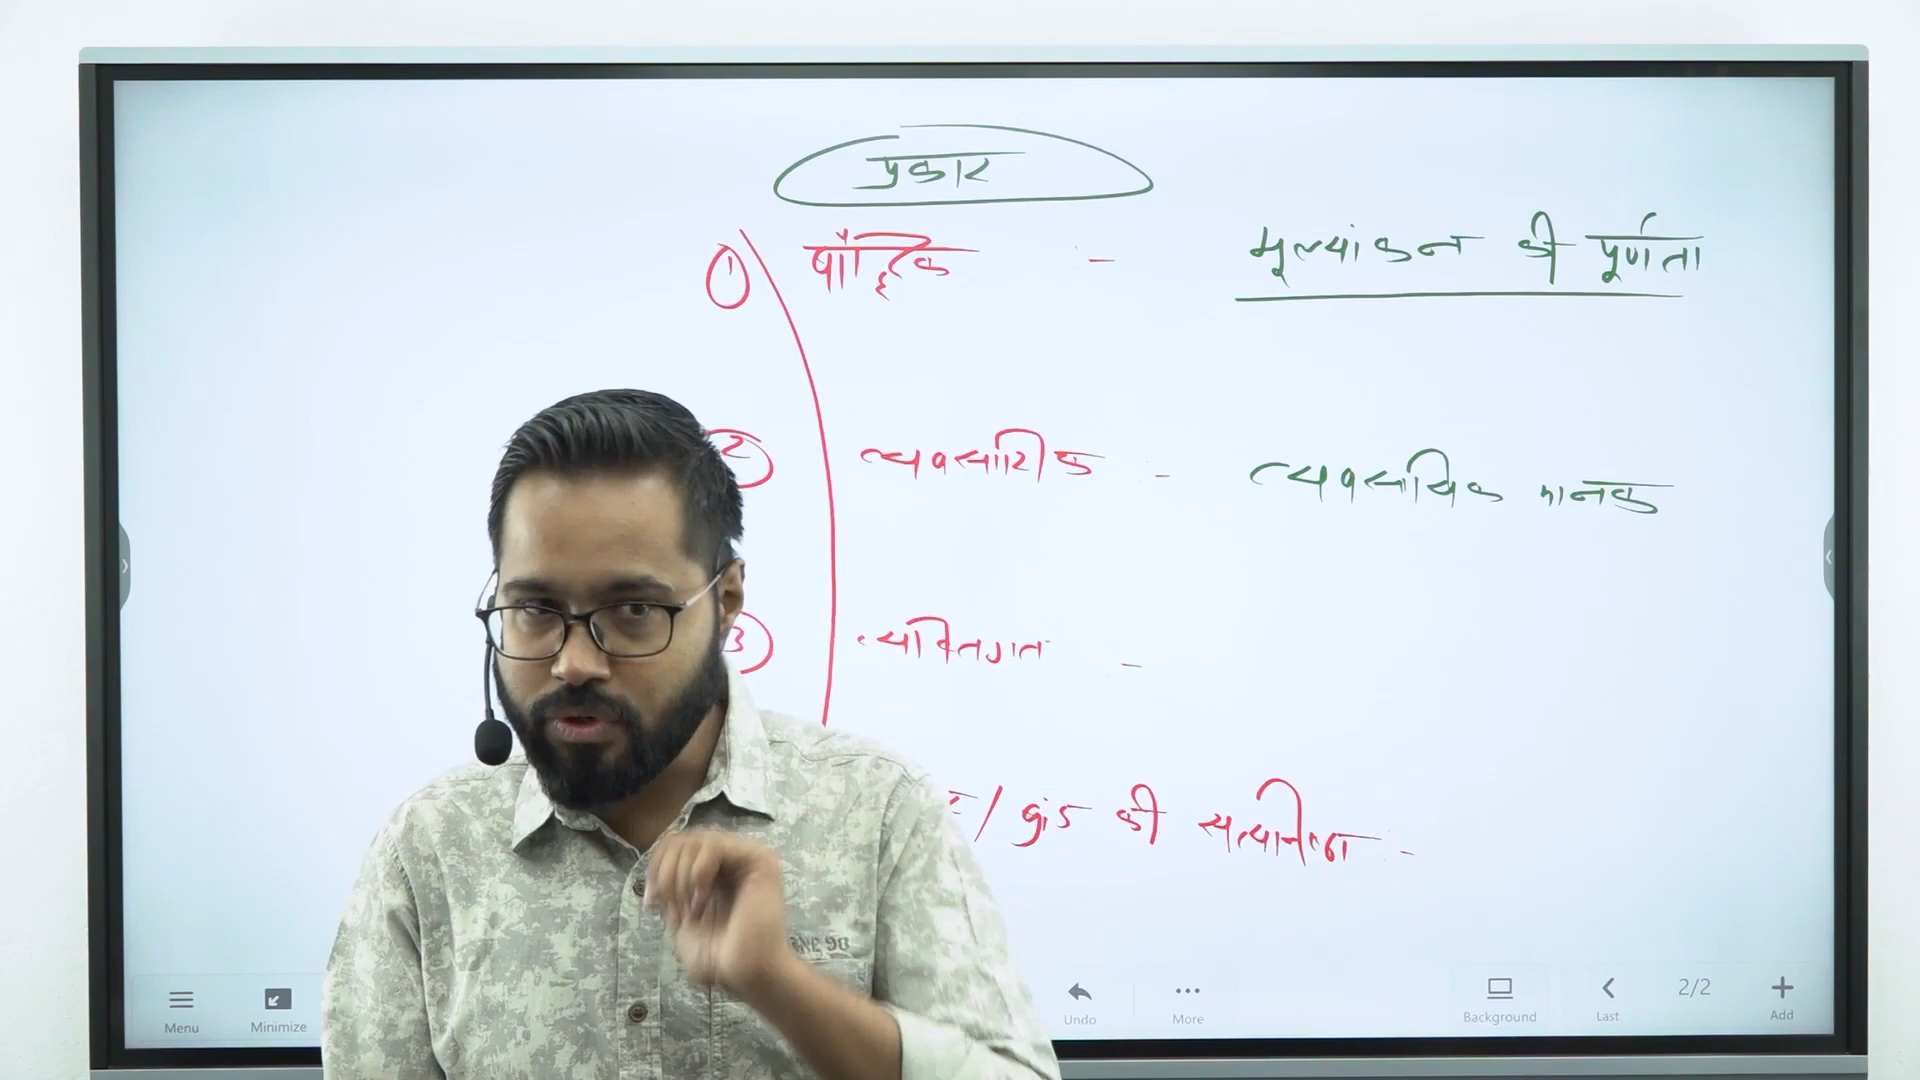 प्रकार
1 बौद्धिक - मूल्यांकन की पूर्णता
2 व्यवसायिक - व्यवसायिक मानक
3 व्यक्तिगत -
/ की सत्यनिष्ठा -
Menu Minimize Undo More Background Last 2/2 Add